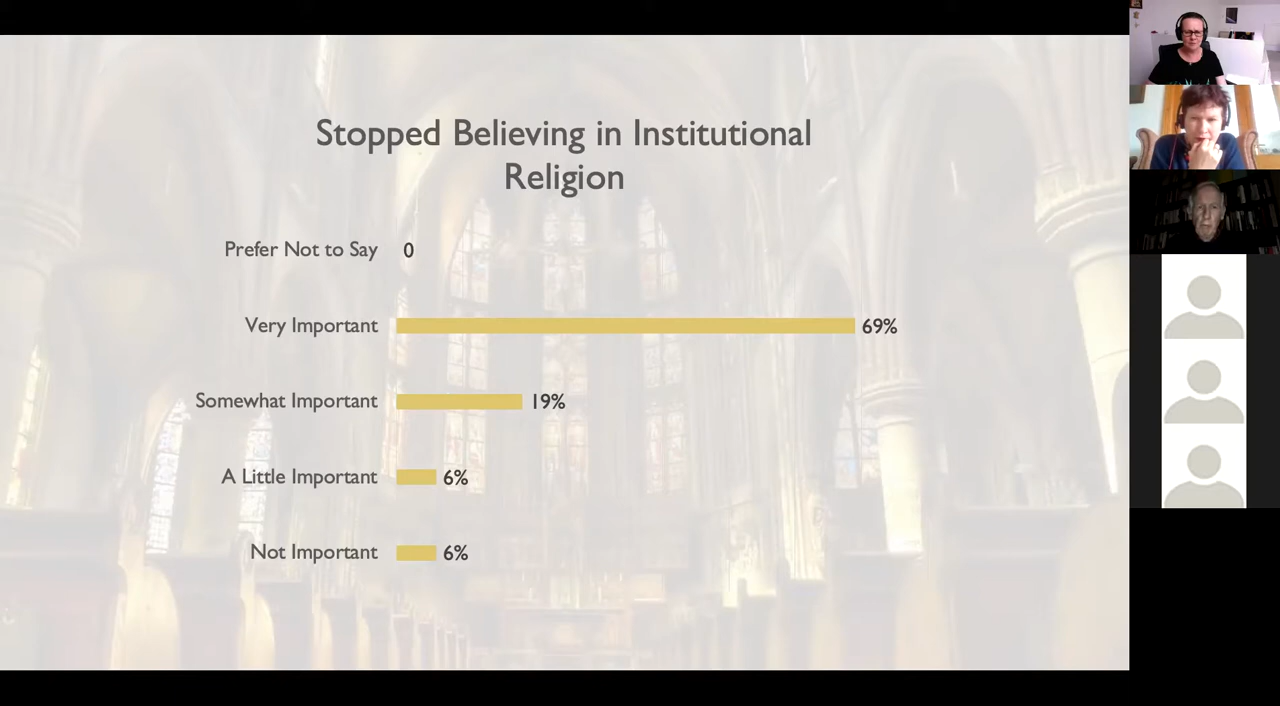 Stopped Believing in Institutional
Religion
Prefer Not to Say 0
Very Important 69%
Somewhat Important 19%
A Little Important 6%
Not Important 6%